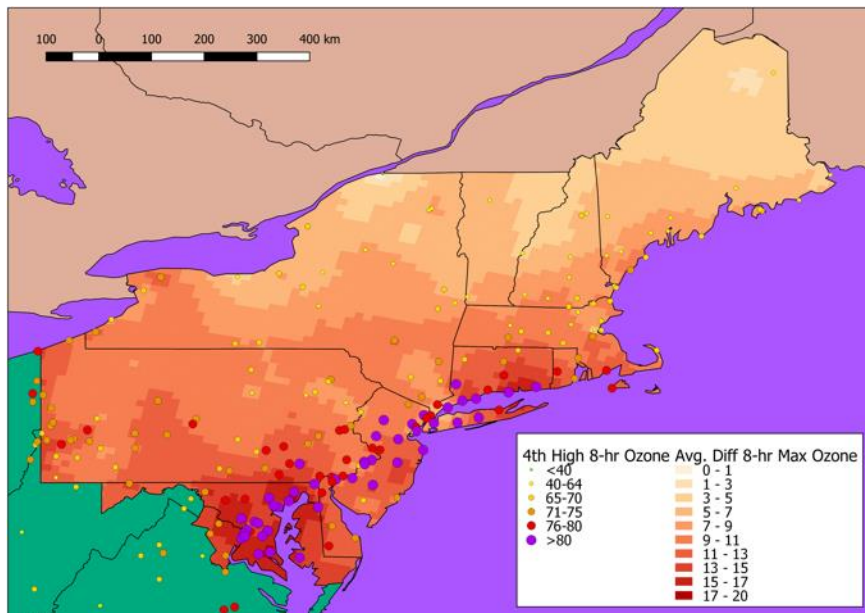 100 0 100 200 300 400 km
4th High 8-hr Ozone Avg. Diff 8-hr Max Ozone
<40 0 - 1
40-64 1 - 3
65-70 3 - 5
71-75 5 - 7
76-80 7 - 9
>80 9 - 11
11 - 13
13 - 15
15 - 17
17 - 20